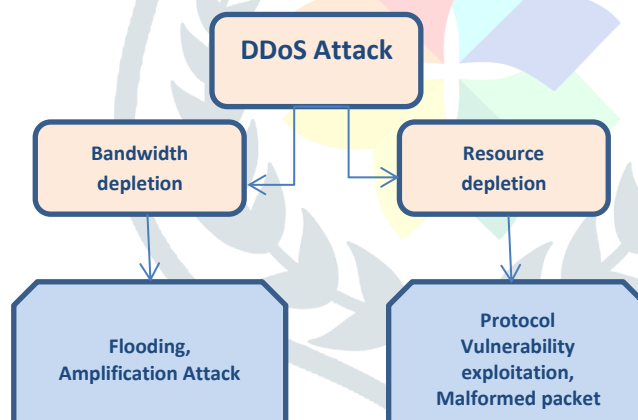 DDoS Attack
Bandwidth
depletion
Resource
depletion
Flooding,
Amplification Attack
Protocol
Vulnerability
exploitation,
Malformed packet